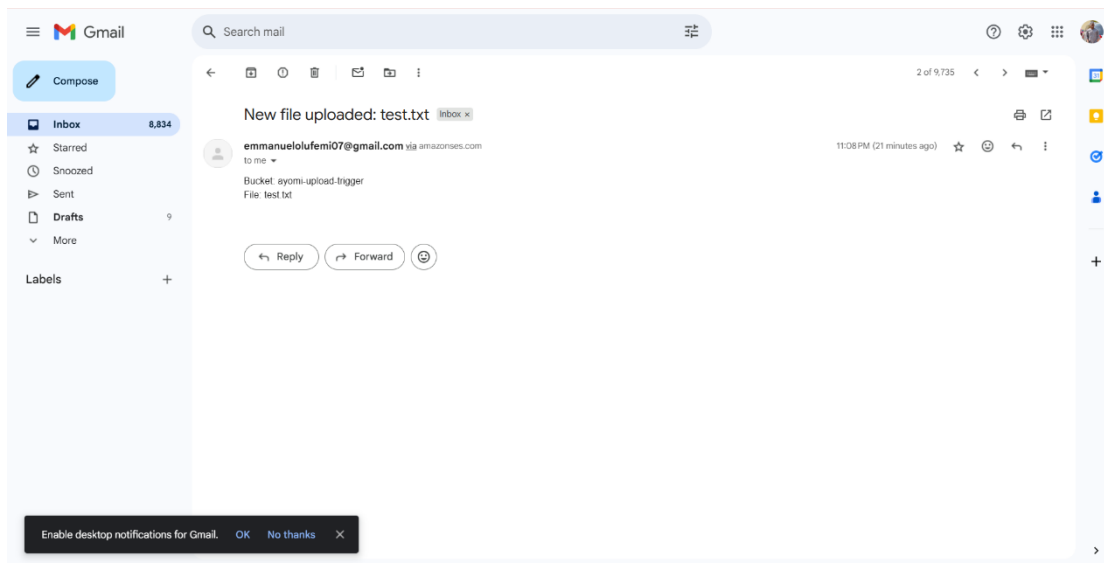 Gmail
Search mail
Compose
2 of 9,735
Inbox 8,834
Starred
Snoozed
Sent
Drafts 9
More
Labels
New file uploaded: test.txt Inbox x
emmanuelolufemi07@gmail.com via amazonses.com 11:08 PM (21 minutes ago)
to me
Bucket: ayomi-upload-trigger
File: test.txt
Reply Forward
31
Enable desktop notifications for Gmail. OK No thanks